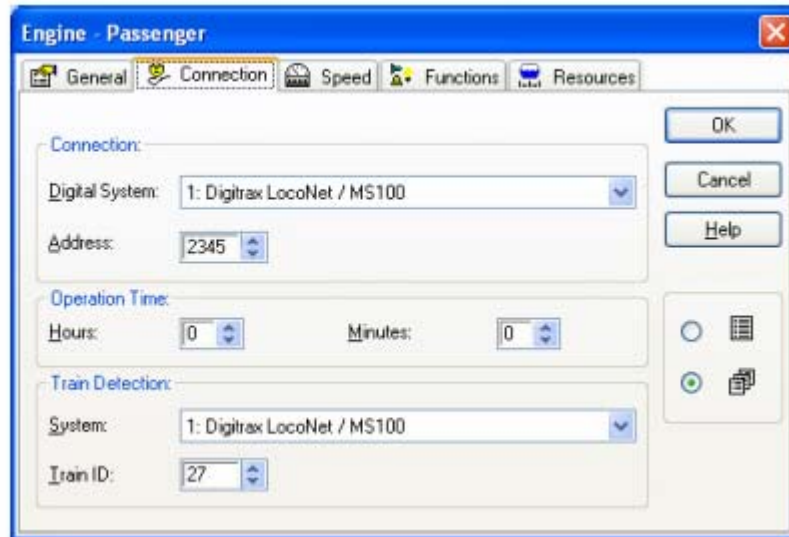 Engine - Passenger
General Connection Speed Functions Resources
OK
Connection:
Digital System: 1: Digitrax LocoNet / MS100
Cancel
Address: 2345
Help
Operation Time:
Hours: 0 Minutes: 0
Train Detection:
System: 1: Digitrax LocoNet / MS100
Train ID: 27